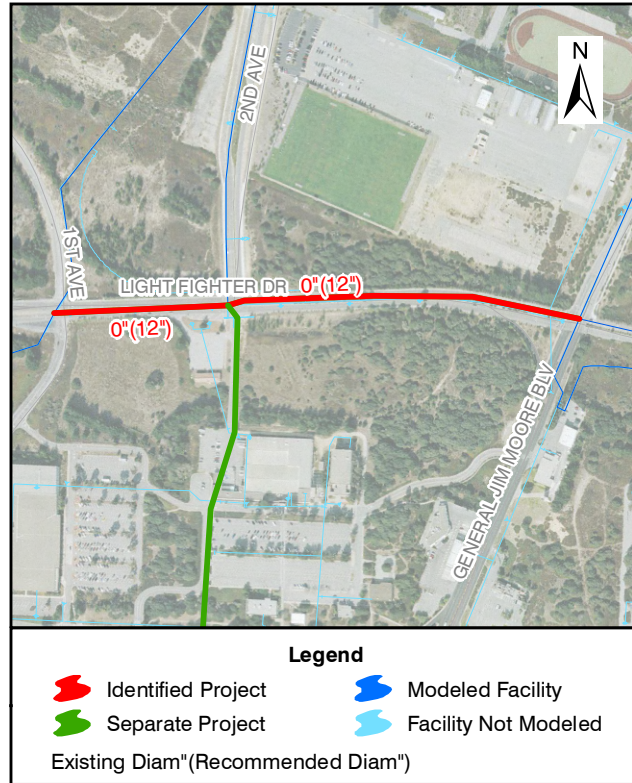 N
2ND AVE
1ST AVE
LIGHT FIGHTER DR 0"(12")
0"(12")
GENERAL JIM MOORE BLV
Legend
Identified Project
Modeled Facility
Separate Project
Facility Not Modeled
Existing Diam"(Recommended Diam")